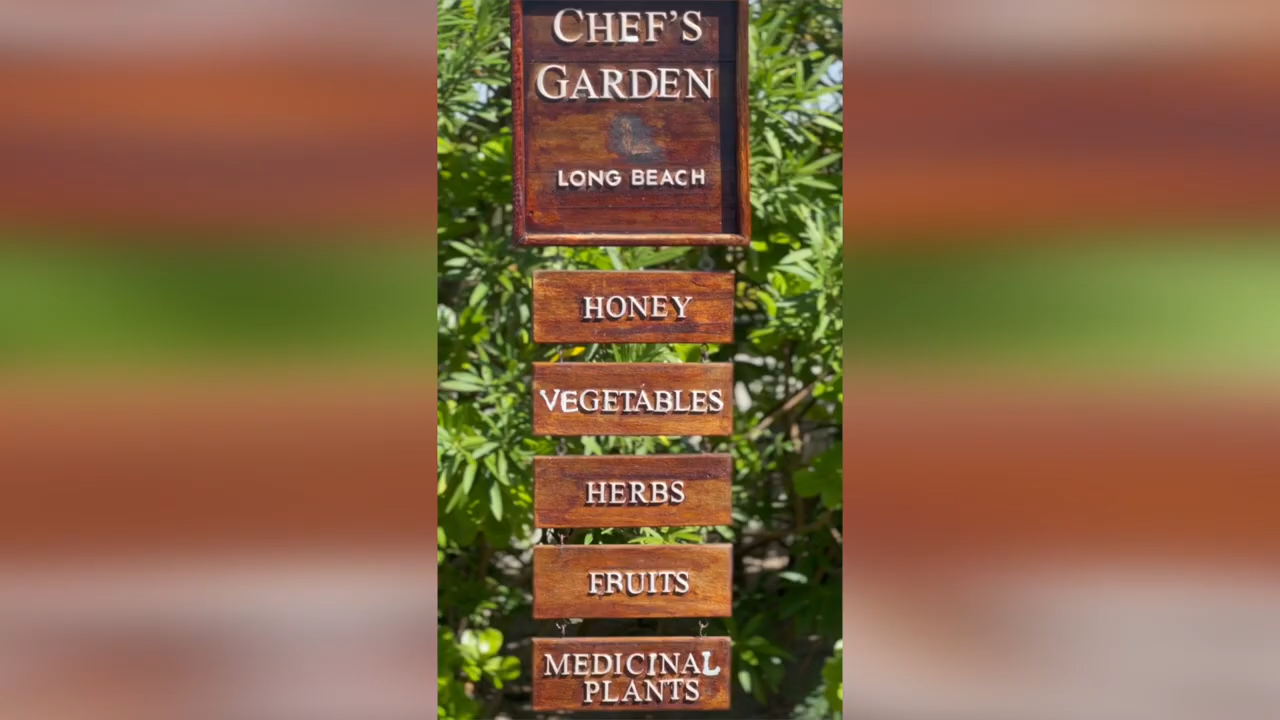 CHEF'S
GARDEN
LONG BEACH
HONEY
VEGETABLES
HERBS
FRUITS
MEDICINAL
PLANTS